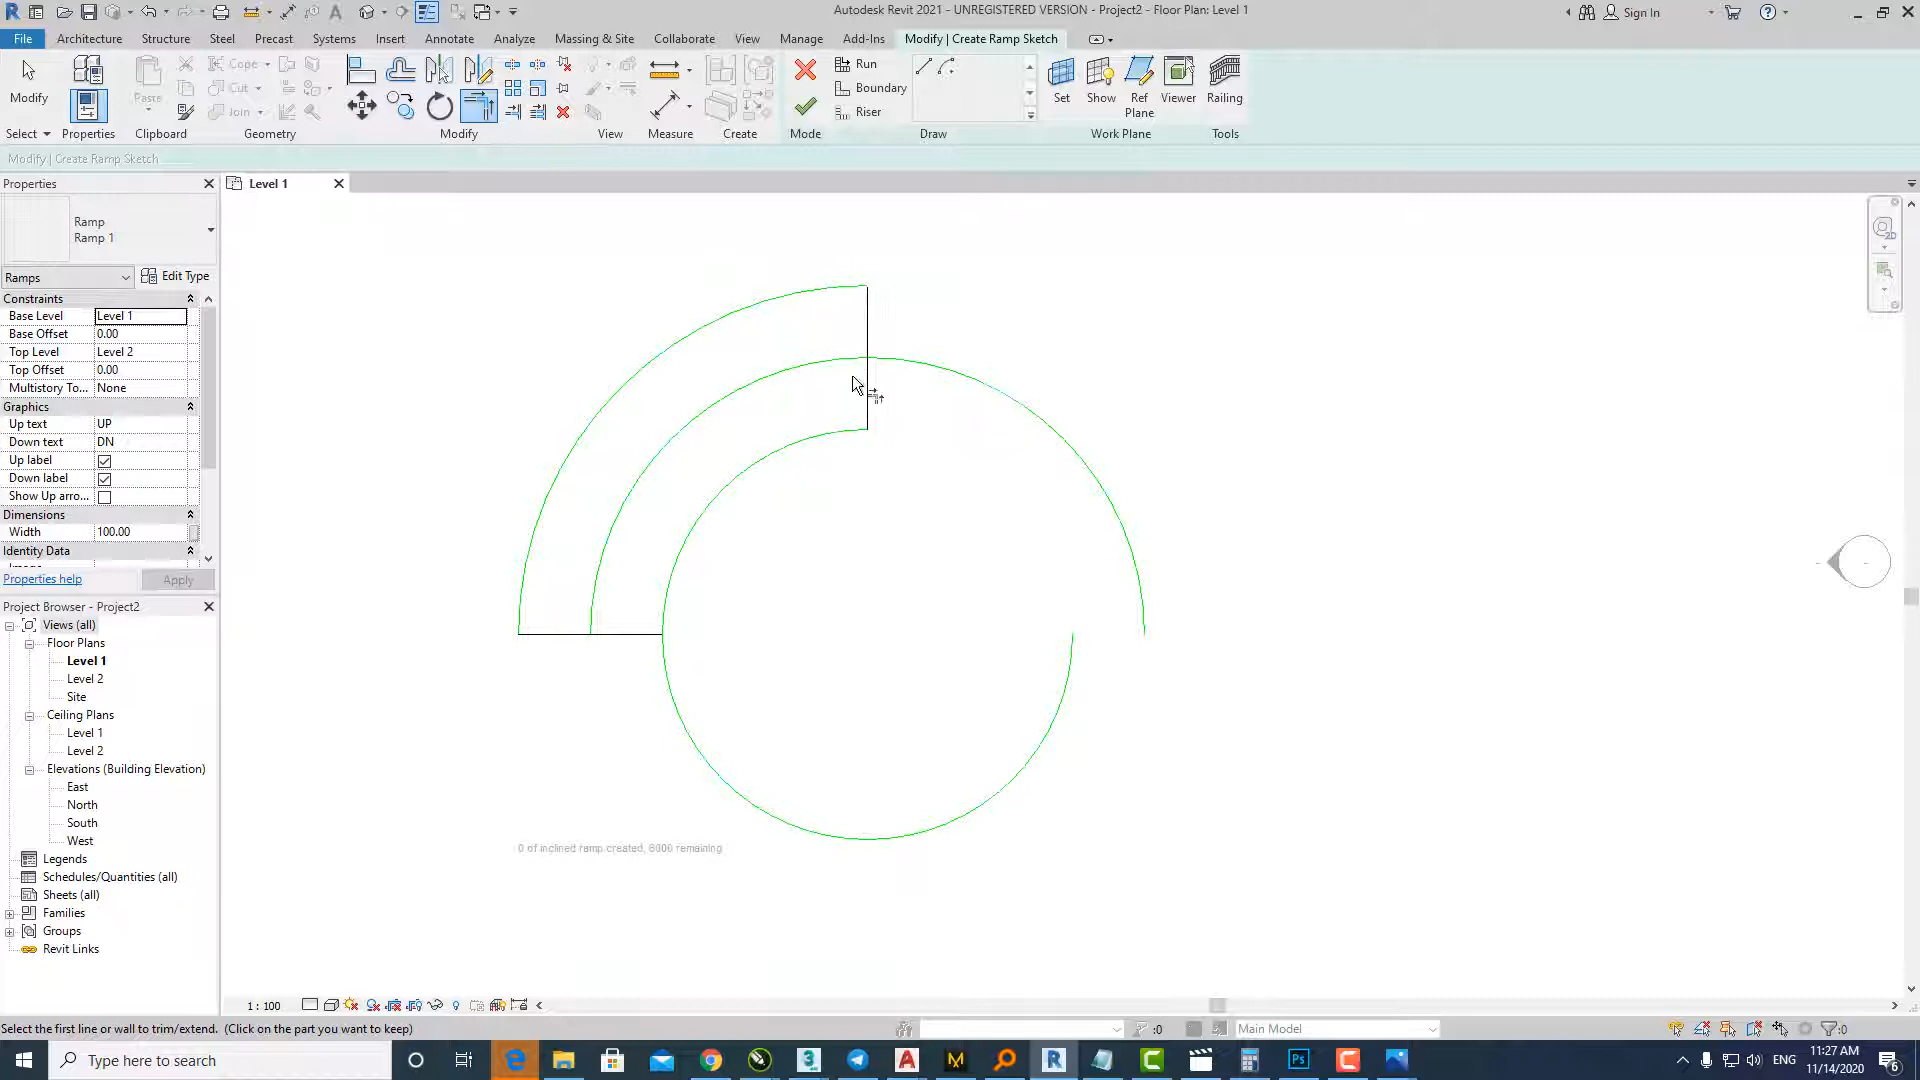 Autodesk Revit 2021 - UNREGISTERED VERSION - Project2 - Floor Plan: Level 1
Sign In
File
Architecture
Structure
Steel
Precast
Systems
Insert
Annotate
Analyze
Massing & Site
Collaborate
View
Manage
Add-Ins
Modify | Create Ramp Sketch
Modify
Paste
Cope
Cut
Join
Run
Boundary
Riser
Set
Show
Ref
Plane
Viewer
Railing
Select
Properties
Clipboard
Geometry
Modify
View
Measure
Create
Mode
Draw
Work Plane
Tools
Modify | Create Ramp Sketch
Properties
Level 1
Ramp
Ramp 1
Ramps
Edit Type
Constraints
Base Level
Level 1
Base Offset
0.00
Top Level
Level 2
Top Offset
0.00
Multistory To...
None
Graphics
Up text
UP
Down text
DN
Up label
Down label
Show Up arro...
Dimensions
Width
100.00
Identity Data
Properties help
Apply
Project Browser - Project2
Views (all)
Floor Plans
Level 1
Level 2
Site
Ceiling Plans
Level 1
Level 2
Elevations (Building Elevation)
East
North
South
West
Legends
Schedules/Quantities (all)
Sheets (all)
Families
Groups
Revit Links
0 of inclined ramp created, 6000 remaining
1 : 100
Select the first line or wall to trim/extend. (Click on the part you want to keep)
:0
Main Model
:0
Type here to search
ENG
11:27 AM
11/14/2020
6